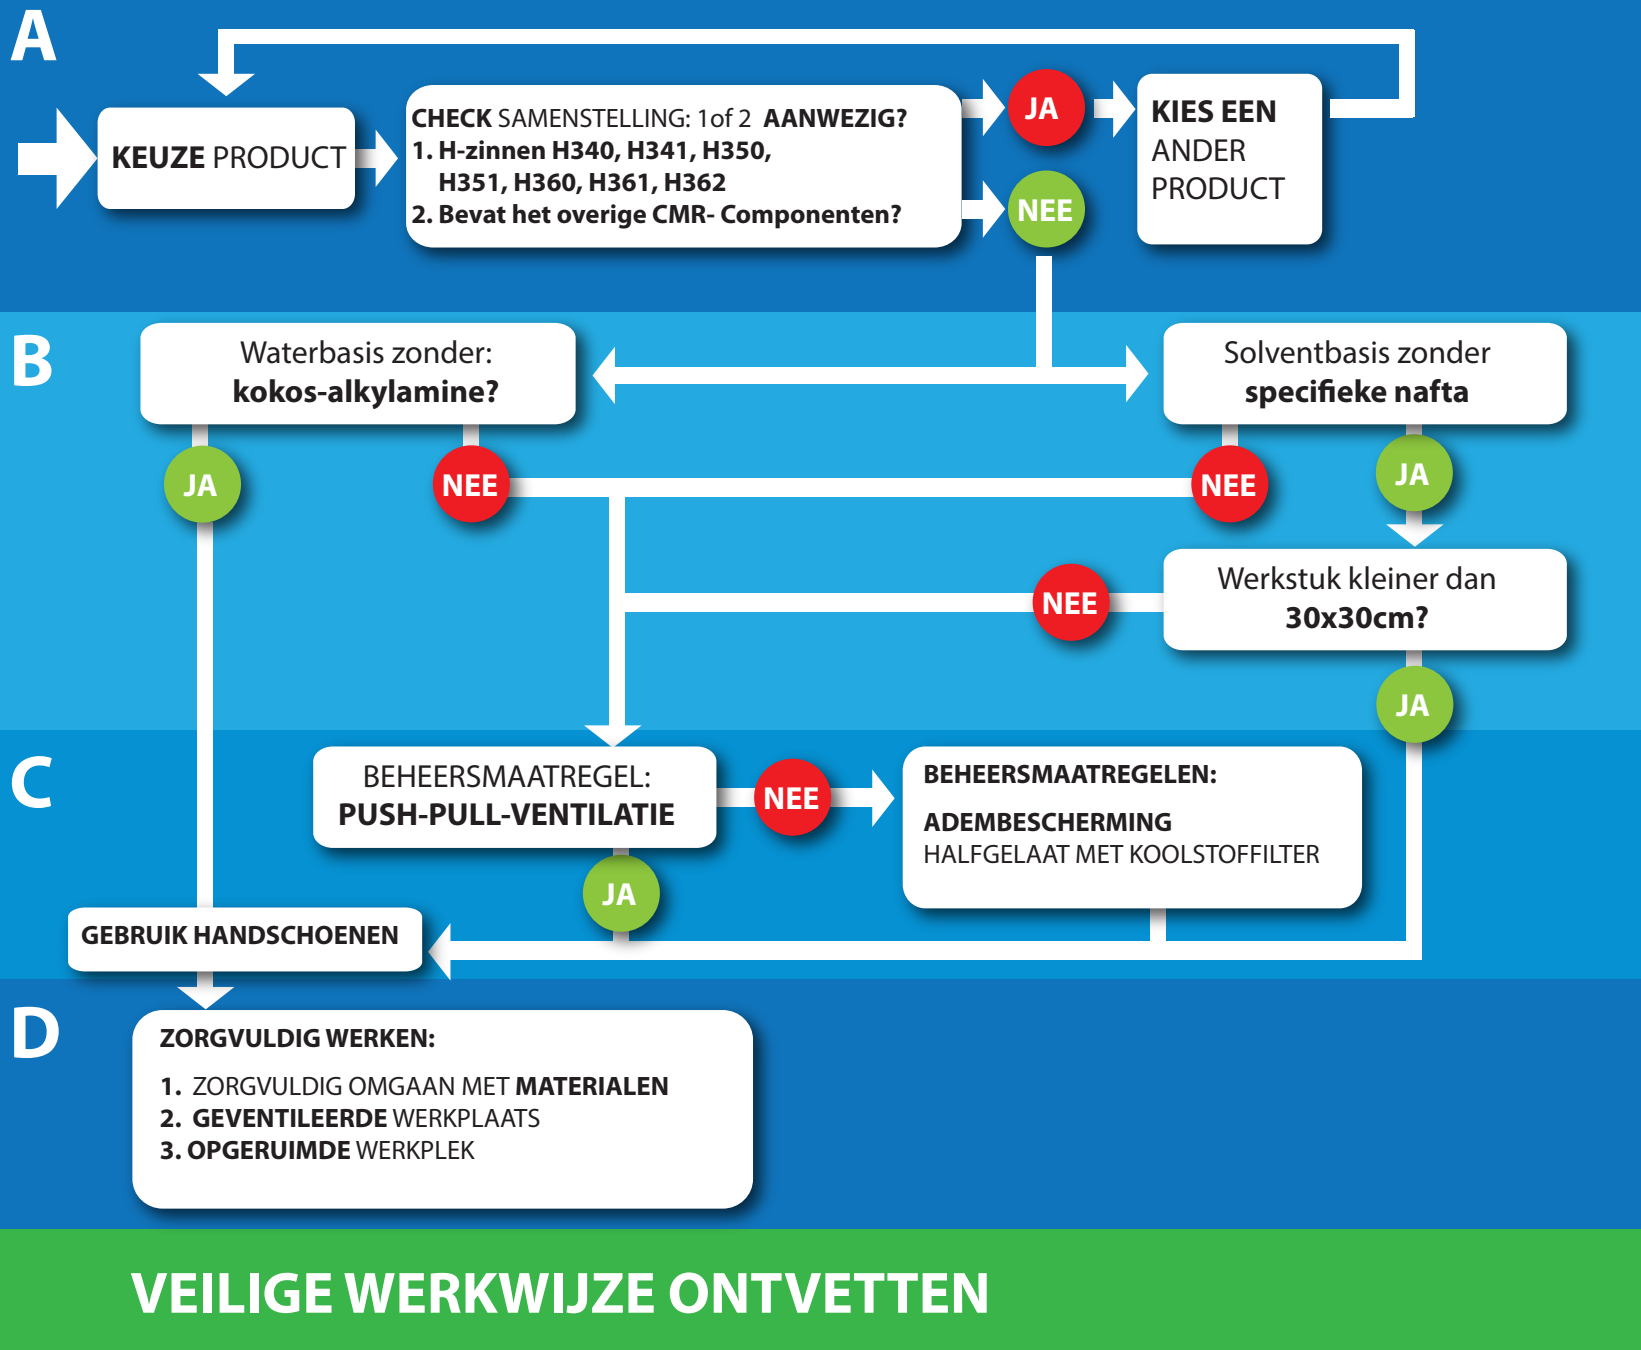 A
KEUZE PRODUCT
CHECK SAMENSTELLING: 1of 2 AANWEZIG?
1. H-zinnen H340, H341, H350,
H351, H360, H361, H362
2. Bevat het overige CMR- Componenten?
JA
NEE
KIES EEN
ANDER
PRODUCT
B
Waterbasis zonder:
kokos-alkylamine?
Solventbasis zonder
specifieke nafta
JA
NEE
NEE
JA
Werkstuk kleiner dan
30x30cm?
NEE
JA
C
BEHEERSMAATREGEL:
PUSH-PULL-VENTILATIE
NEE
BEHEERSMAATREGELEN:
ADEMBESCHERMING
HALFGELAAT MET KOOLSTOFFILTER
JA
GEBRUIK HANDSCHOENEN
D
ZORGVULDIG WERKEN:
1. ZORGVULDIG OMGAAN MET MATERIALEN
2. GEVENTILEERDE WERKPLAATS
3. OPGERUIMDE WERKPLEK
VEILIGE WERKWIJZE ONTVETTEN